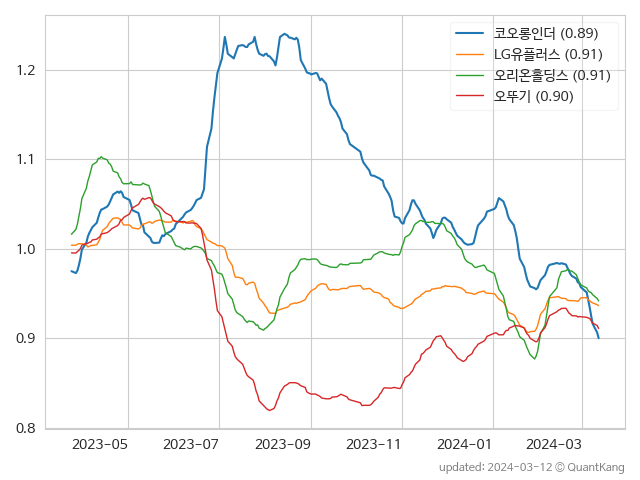 코오롱인더 (0.89)
LG유플러스 (0.91)
오리온홀딩스 (0.91)
오뚜기 (0.90)
1.2
1.1
1.0
0.9
0.8
2023-05 2023-07 2023-09 2023-11 2024-01 2024-03
updated: 2024-03-12 © QuantKang